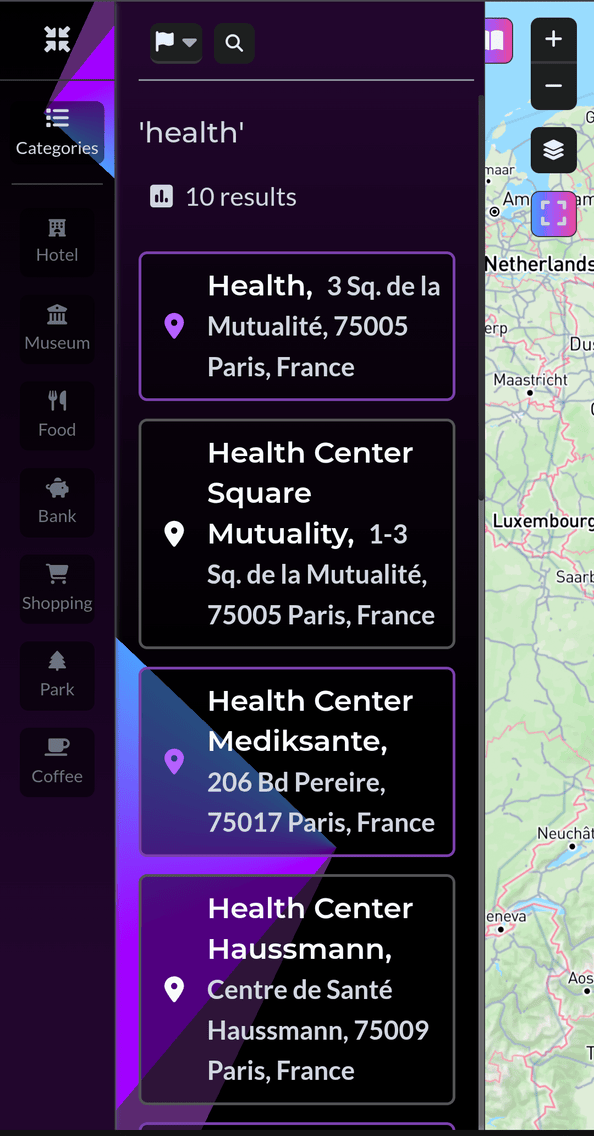 Categories
Hotel
Museum
Food
Bank
Shopping
Park
Coffee
'health'
10 results
Health, 3 Sq. de la
Mutualité, 75005
Paris, France
Health Center
Square
Mutuality, 1-3
Sq. de la Mutualité,
75005 Paris, France
Health Center
Mediksante,
206 Bd Pereire,
75017 Paris, France
Health Center
Haussmann,
Centre de Santé
Haussmann, 75009
Paris, France
+
−
maar
Am
am
Netherlands
erp
Dus
Maastricht
Luxembourg
Saarb
Neuchât
eneva
Aos